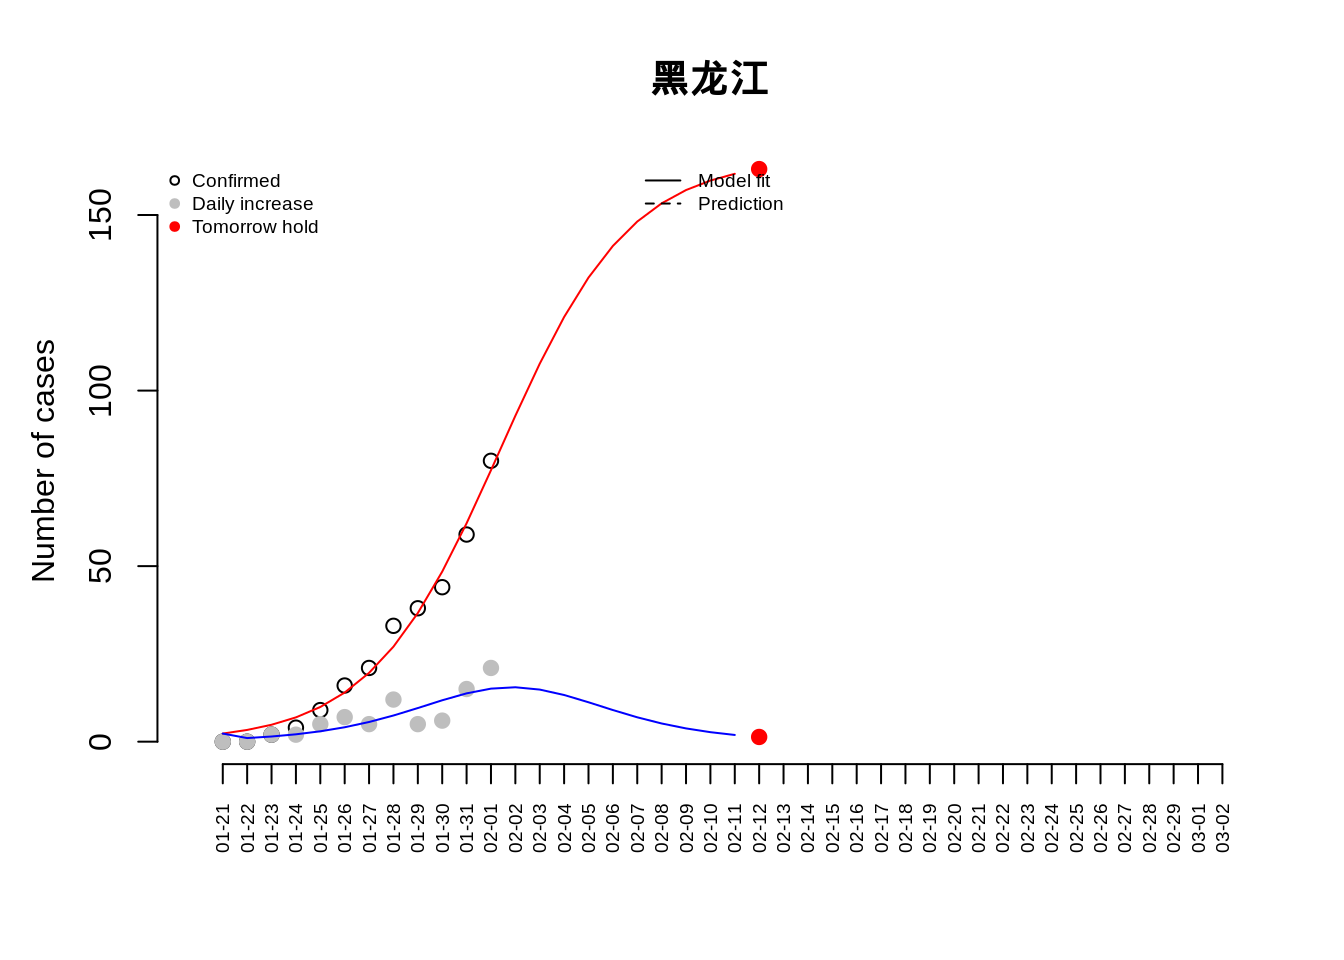 黑龙江
Confirmed
Daily increase
Tomorrow hold
Model fit
Prediction
Number of cases
150
100
50
0
01-21 01-22 01-23 01-24 01-25 01-26 01-27 01-28 01-29 01-30 01-31 02-01 02-02 02-03 02-04 02-05 02-06 02-07 02-08 02-09 02-10 02-11 02-12 02-13 02-14 02-15 02-16 02-17 02-18 02-19 02-20 02-21 02-22 02-23 02-24 02-25 02-26 02-27 02-28 02-29 03-01 03-02